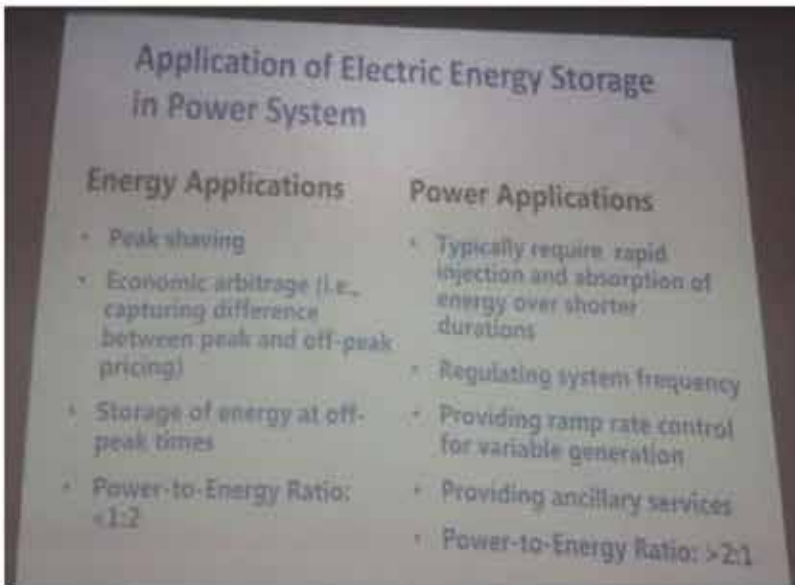 Application of Electric Energy Storage
in Power System
Energy Applications
• Peak shaving
• Economic arbitrage (i.e.,
capturing difference
between peak and off-peak
pricing)
• Storage of energy at off-
peak times
• Power-to-Energy Ratio:
<1:2
Power Applications
• Typically require rapid
injection and absorption of
energy over shorter
durations
• Regulating system frequency
• Providing ramp rate control
for variable generation
• Providing ancillary services
• Power-to-Energy Ratio: >2:1